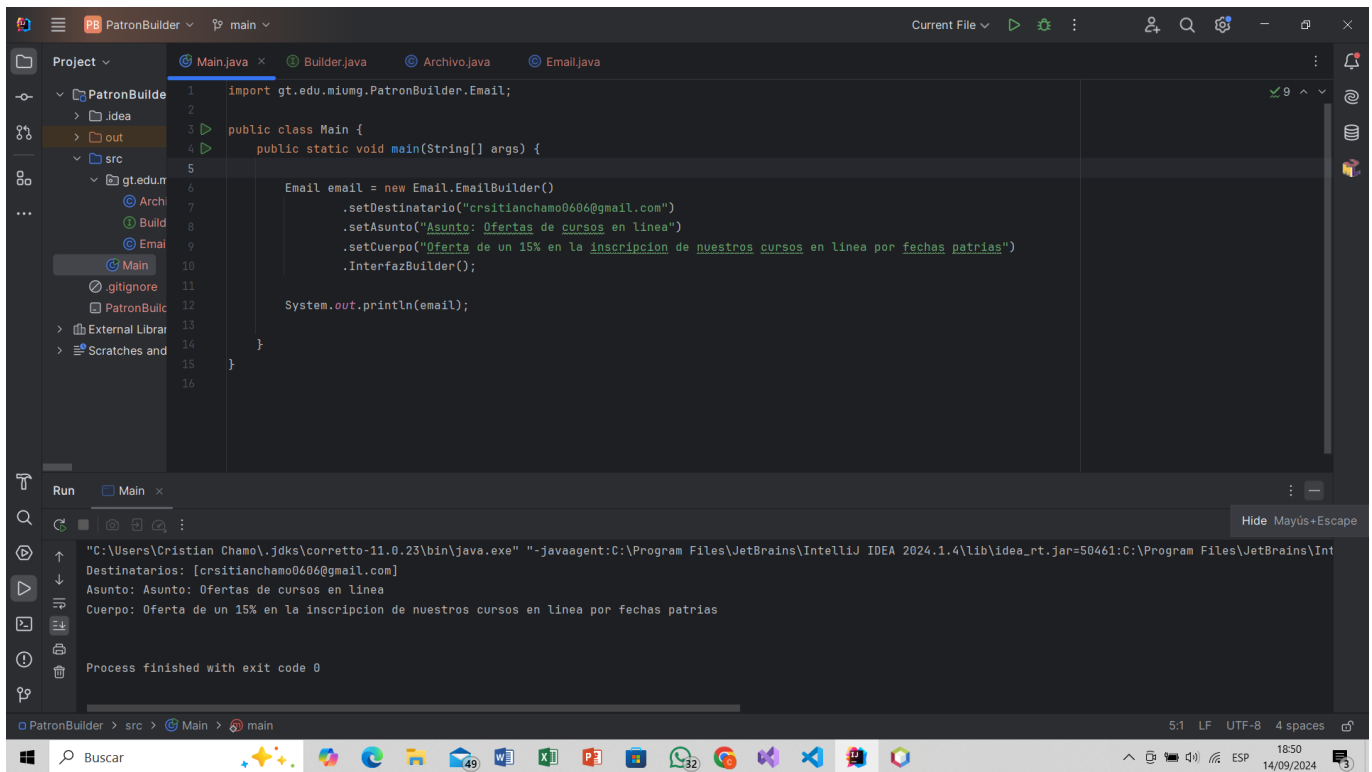 PB PatronBuilder main Current File
Project Main.java Builder.java Archivo.java Email.java
PatronBuilde
.idea
out
src
gt.edu.m
Archi
Build
Emai
Main
.gitignore
PatronBuilc
External Librar
Scratches and
1 import gt.edu.miumg.PatronBuilder.Email;
2
3 public class Main {
4 public static void main(String[] args) {
5
6 Email email = new Email.EmailBuilder()
7 .setDestinatario("crsitianchamo0606@gmail.com")
8 .setAsunto("Asunto: Ofertas de cursos en linea")
9 .setCuerpo("Oferta de un 15% en la inscripcion de nuestros cursos en linea por fechas patrias")
10 .InterfazBuilder();
11
12 System.out.println(email);
13
14 }
15 }
16
9
Run Main
Hide Mayús+Escape
"C:\Users\Cristian Chamo\.jdks\corretto-11.0.23\bin\java.exe" "-javaagent:C:\Program Files\JetBrains\IntelliJ IDEA 2024.1.4\lib\idea_rt.jar=50461:C:\Program Files\JetBrains\Int
Destinatarios: [crsitianchamo0606@gmail.com]
Asunto: Asunto: Ofertas de cursos en linea
Cuerpo: Oferta de un 15% en la inscripcion de nuestros cursos en linea por fechas patrias
Process finished with exit code 0
PatronBuilder > src > Main > main 5:1 LF UTF-8 4 spaces
Buscar 49 32 ESP 18:50
14/09/2024 3